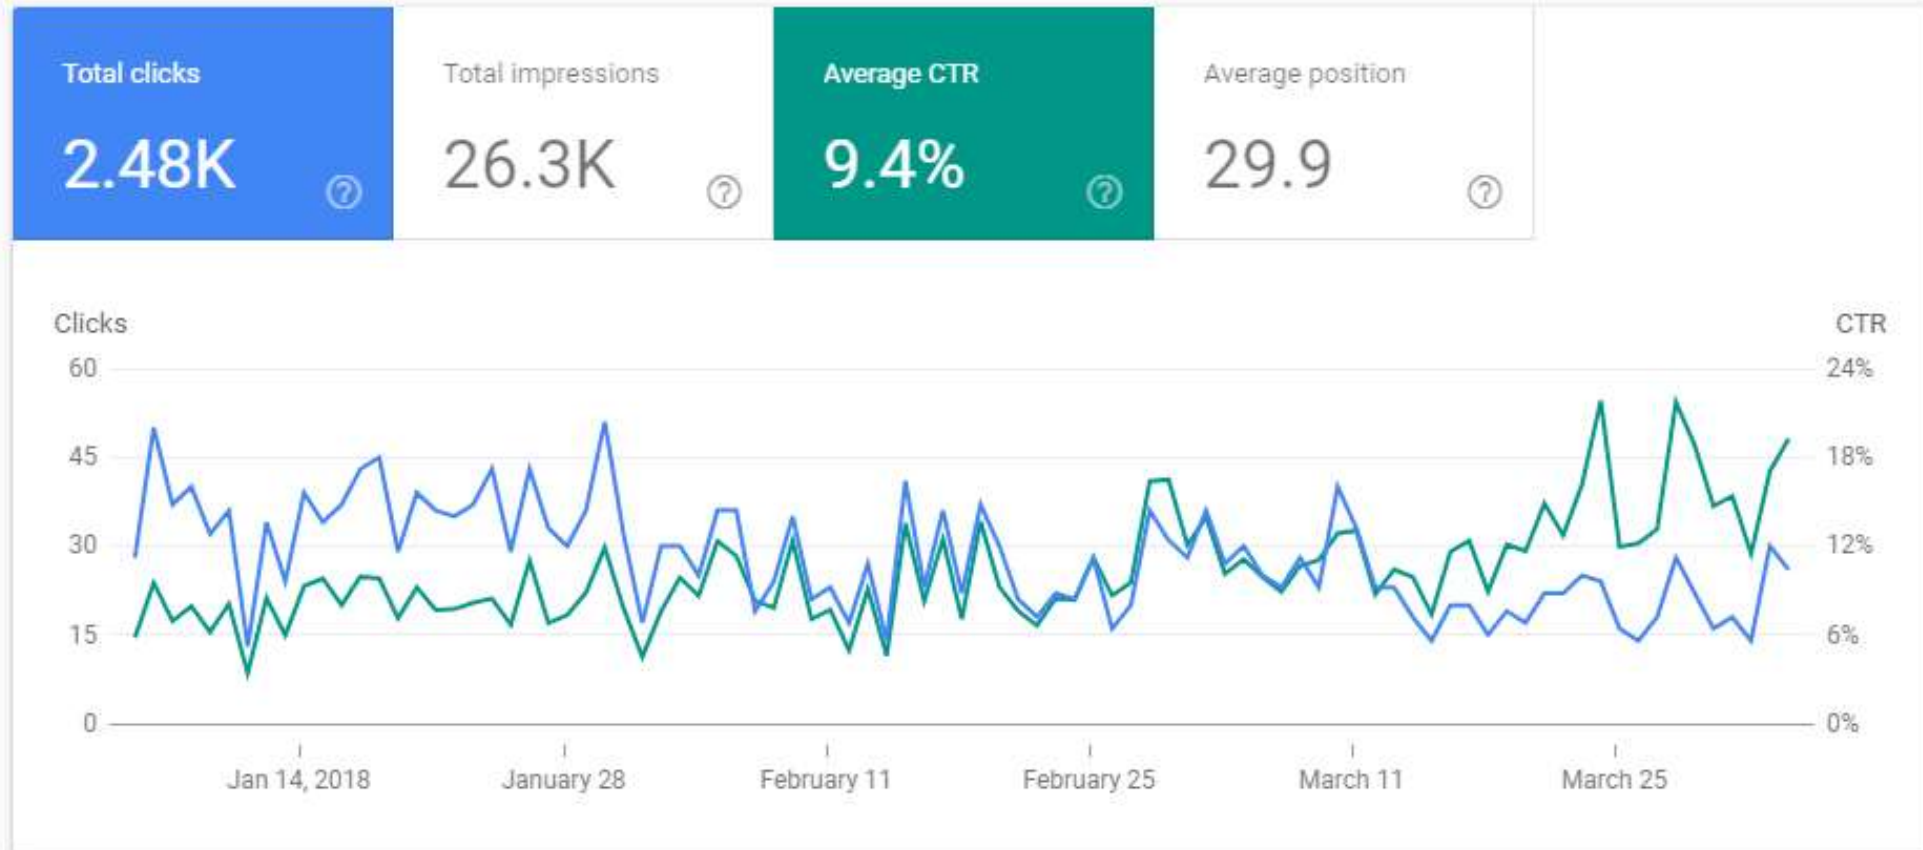 Total clicks
2.48K
Total impressions
26.3K
Average CTR
9.4%
Average position
29.9
Clicks
CTR
60
24%
45
18%
30
12%
15
6%
0
0%
Jan 14, 2018
January 28
February 11
February 25
March 11
March 25